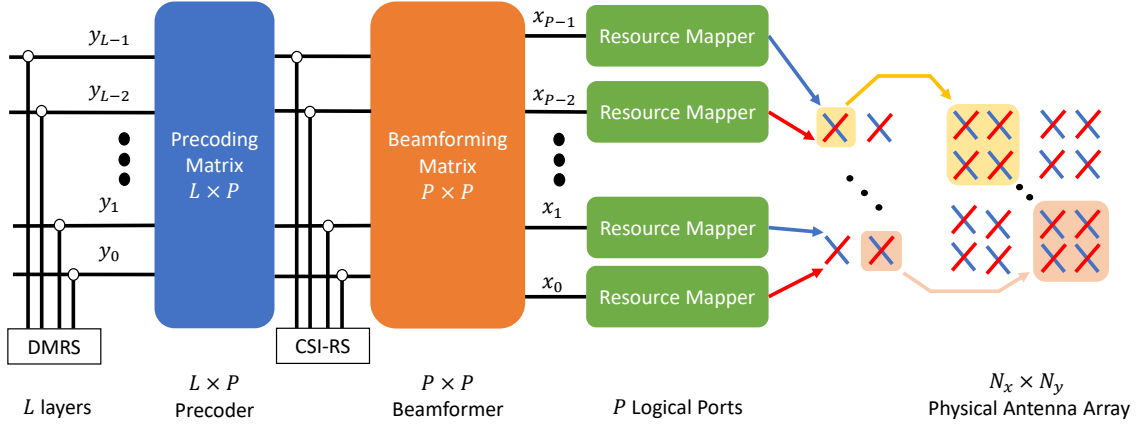 y_{L-1}
y_{L-2}
y_1
y_0
DMRS
Precoding
Matrix
L × P
CSI-RS
Beamforming
Matrix
P × P
x_{P-1}
x_{P-2}
x_1
x_0
Resource Mapper
Resource Mapper
Resource Mapper
Resource Mapper
L layers
L × P
Precoder
P × P
Beamformer
P Logical Ports
N_x × N_y
Physical Antenna Array